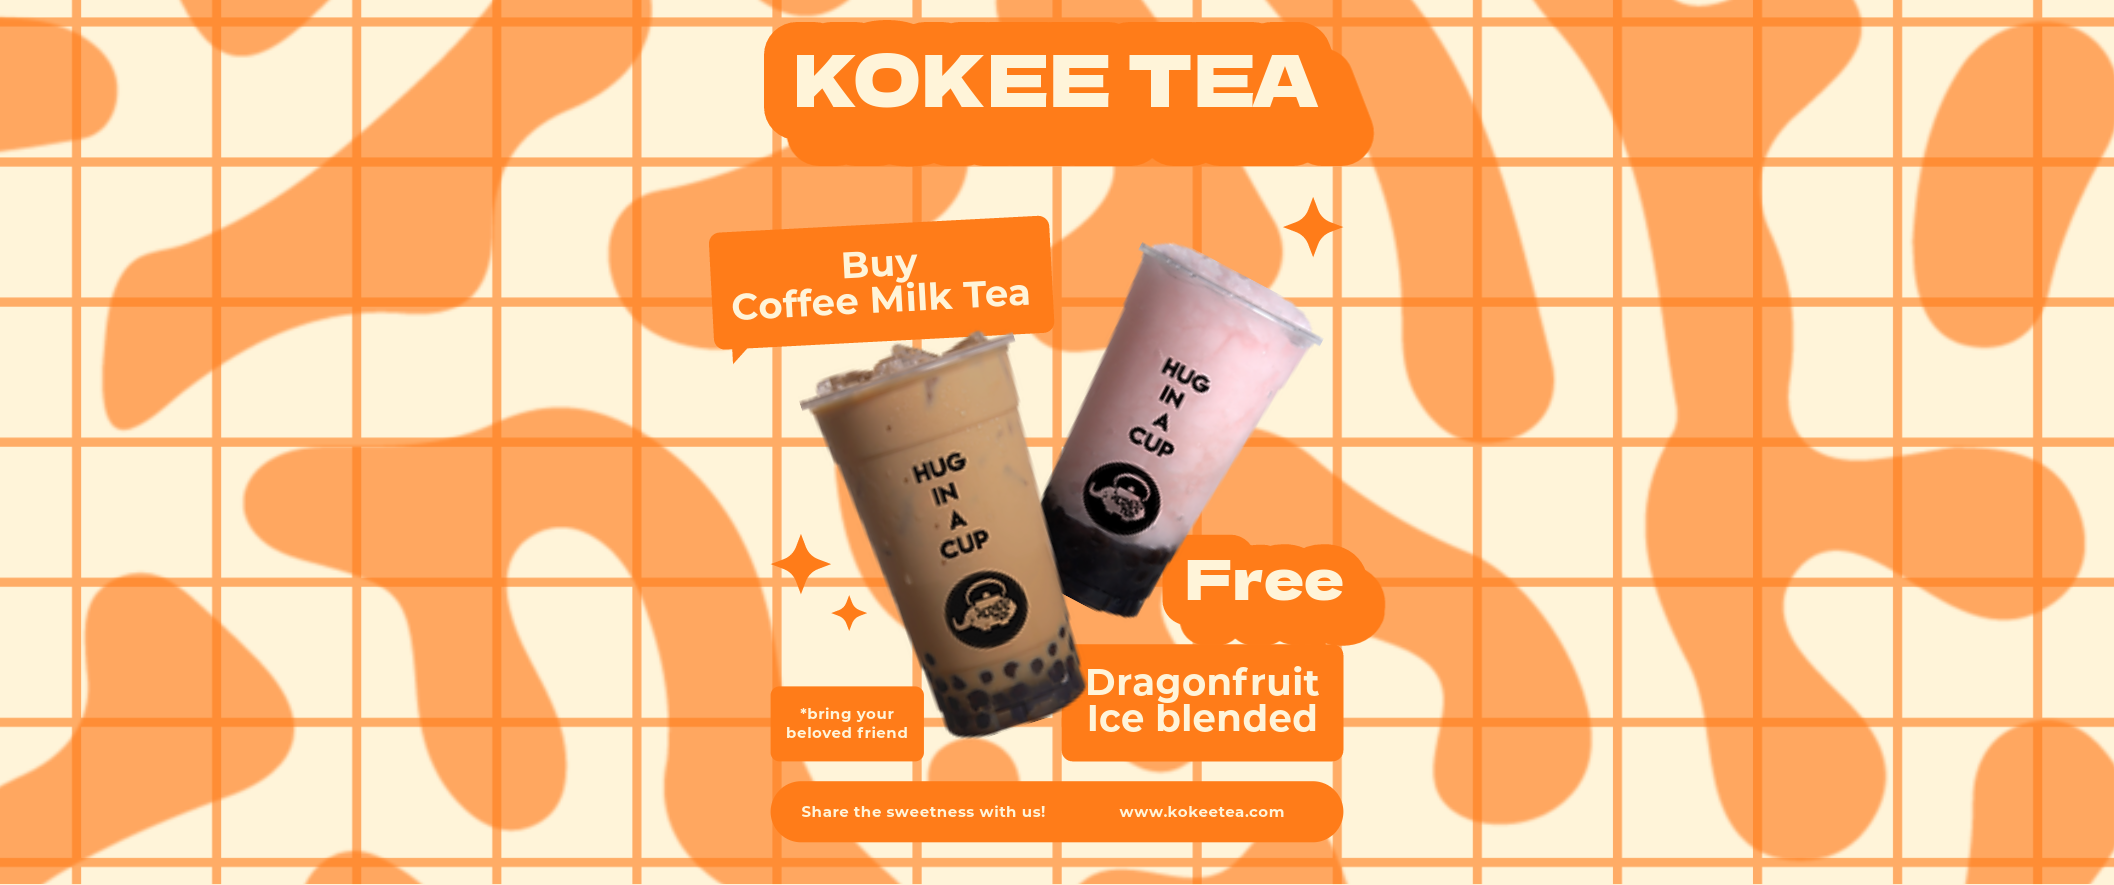 KOKEE TEA
Buy
Coffee Milk Tea
HUG
IN
A
CUP
HUG
IN
A
CUP
Free
Dragonfruit
Ice blended
*bring your
beloved friend
Share the sweetness with us!
www.kokeetea.com